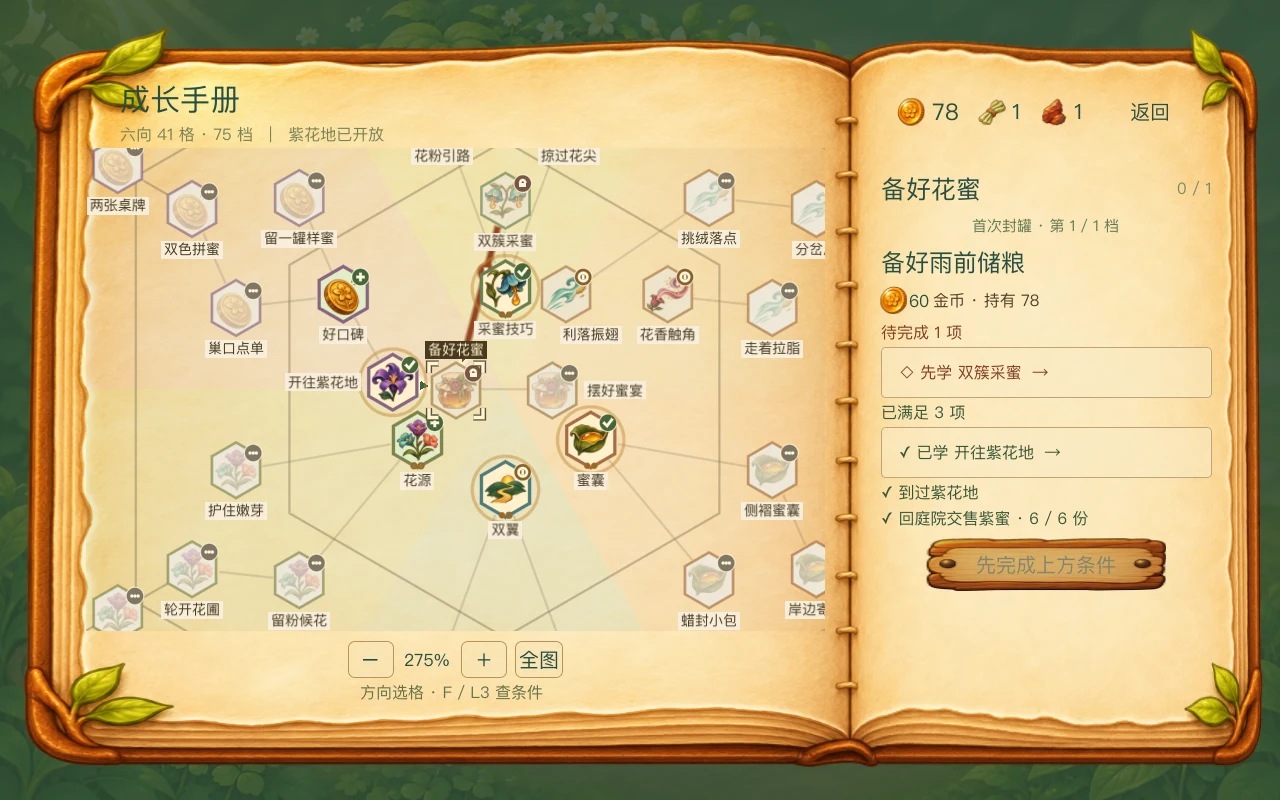 成长手册
六向 41 格 · 75 档 | 紫花地已开放
花粉引路
掠过花尖
两张桌牌
双色拼蜜
留一罐样蜜
双簇采蜜
挑绒落点
分岔
巢口点单
好口碑
采蜜技巧
利落振翅
花香触角
走着拉脂
备好花蜜
开往紫花地
摆好蜜宴
花源
蜜囊
双翼
护住嫩芽
侧褶蜜囊
轮开花圃
留粉候花
蜡封小包
岸边寄
− 275% + 全图
方向选格 · F / L3 查条件
78 1 1 返回
备好花蜜 0 / 1
首次封罐 · 第 1 / 1 档
备好雨前储粮
60 金币 · 持有 78
待完成 1 项
◇ 先学 双簇采蜜 →
已满足 3 项
✓ 已学 开往紫花地 →
✓ 到过紫花地
✓ 回庭院交售紫蜜 · 6 / 6 份
先完成上方条件